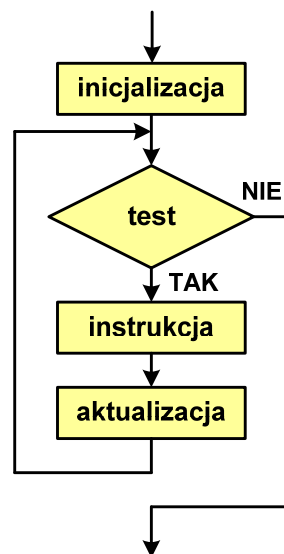 inicjalizacja
test
NIE
TAK
instrukcja
aktualizacja